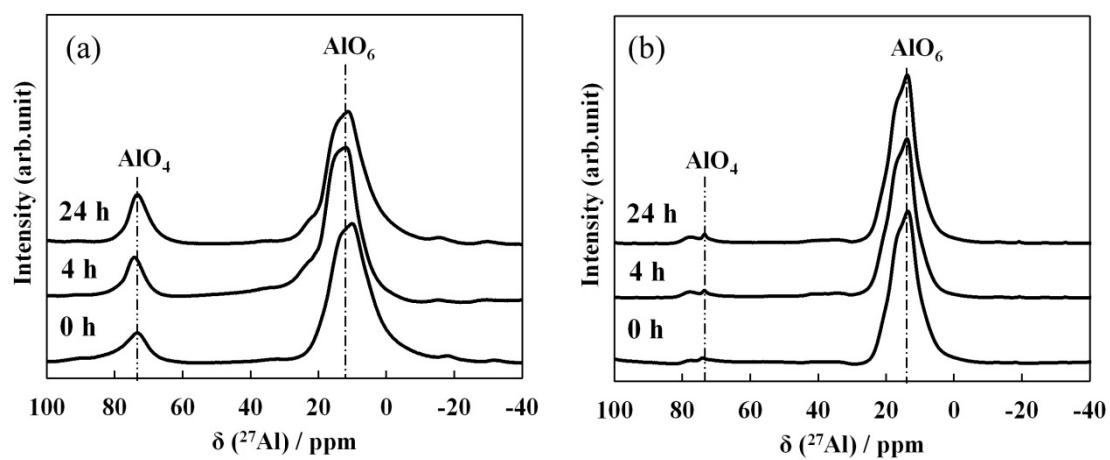 (a)
AlO₆
AlO₄
24 h
4 h
0 h
Intensity (arb.unit)
100 80 60 40 20 0 -20 -40
δ (²⁷Al) / ppm
(b)
AlO₆
AlO₄
24 h
4 h
0 h
Intensity (arb.unit)
100 80 60 40 20 0 -20 -40
δ (²⁷Al) / ppm